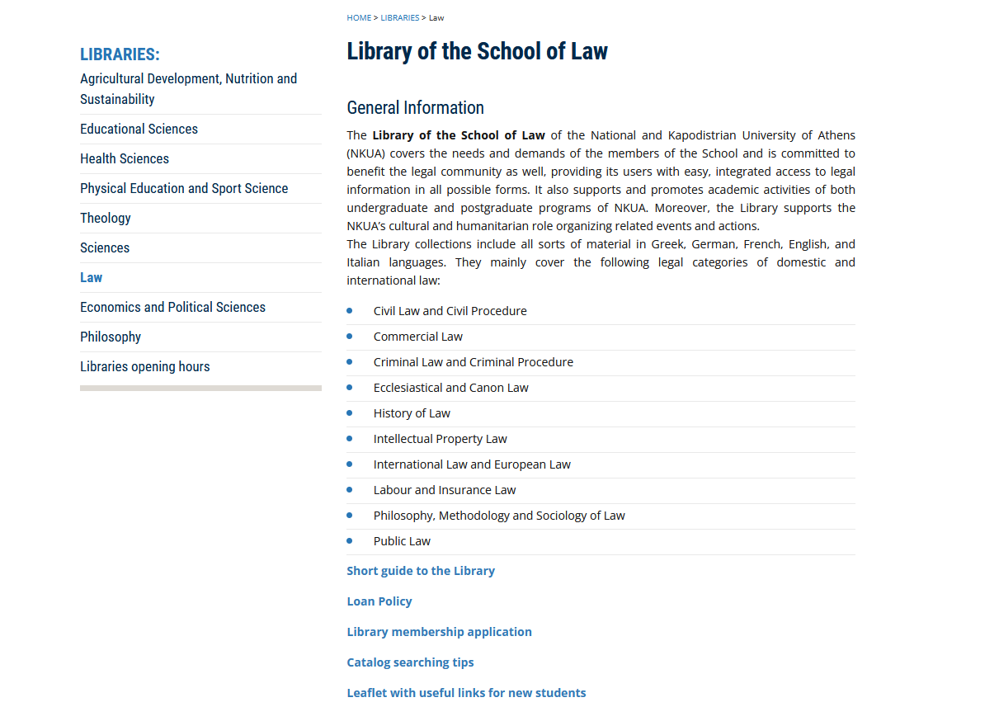 HOME > LIBRARIES > Law
LIBRARIES:
Agricultural Development, Nutrition and
Sustainability
Educational Sciences
Health Sciences
Physical Education and Sport Science
Theology
Sciences
Law
Economics and Political Sciences
Philosophy
Libraries opening hours
Library of the School of Law
General Information
The Library of the School of Law of the National and Kapodistrian University of Athens
(NKUA) covers the needs and demands of the members of the School and is committed to
benefit the legal community as well, providing its users with easy, integrated access to legal
information in all possible forms. It also supports and promotes academic activities of both
undergraduate and postgraduate programs of NKUA. Moreover, the Library supports the
NKUA's cultural and humanitarian role organizing related events and actions.
The Library collections include all sorts of material in Greek, German, French, English, and
Italian languages. They mainly cover the following legal categories of domestic and
international law:
Civil Law and Civil Procedure
Commercial Law
Criminal Law and Criminal Procedure
Ecclesiastical and Canon Law
History of Law
Intellectual Property Law
International Law and European Law
Labour and Insurance Law
Philosophy, Methodology and Sociology of Law
Public Law
Short guide to the Library
Loan Policy
Library membership application
Catalog searching tips
Leaflet with useful links for new students